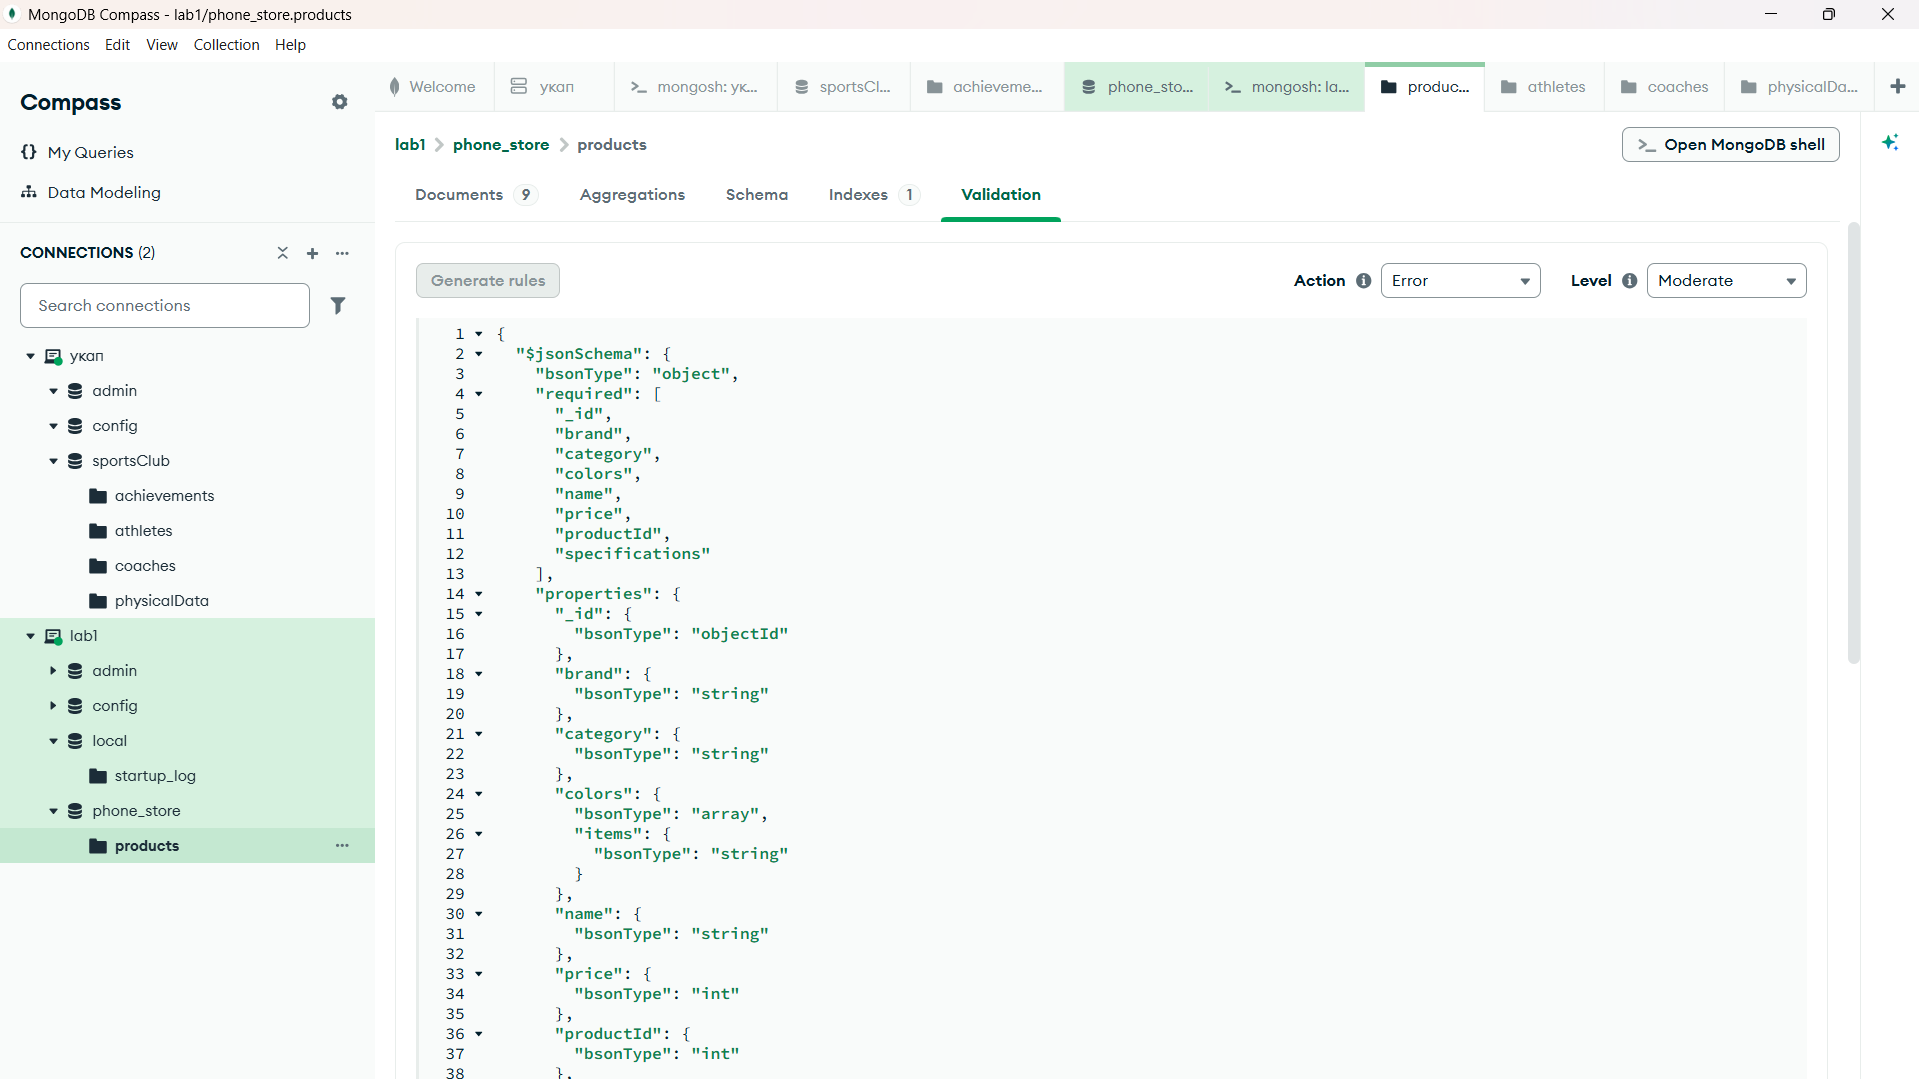 MongoDB Compass - lab1/phone_store.products
Connections Edit View Collection Help
Compass
My Queries
Data Modeling
CONNECTIONS (2)
Search connections
укап
admin
config
sportsClub
achievements
athletes
coaches
physicalData
lab1
admin
config
local
startup_log
phone_store
products
Welcome укап mongosh: ук... sportsCl... achieveme... phone_sto... mongosh: la... produc... athletes coaches physicalDa...
lab1 > phone_store > products
Open MongoDB shell
Documents 9 Aggregations Schema Indexes 1 Validation
Generate rules Action Error Level Moderate
1 {
2 "$jsonSchema": {
3 "bsonType": "object",
4 "required": [
5 "_id",
6 "brand",
7 "category",
8 "colors",
9 "name",
10 "price",
11 "productId",
12 "specifications"
13 ],
14 "properties": {
15 "_id": {
16 "bsonType": "objectId"
17 },
18 "brand": {
19 "bsonType": "string"
20 },
21 "category": {
22 "bsonType": "string"
23 },
24 "colors": {
25 "bsonType": "array",
26 "items": {
27 "bsonType": "string"
28 }
29 },
30 "name": {
31 "bsonType": "string"
32 },
33 "price": {
34 "bsonType": "int"
35 },
36 "productId": {
37 "bsonType": "int"
38 },